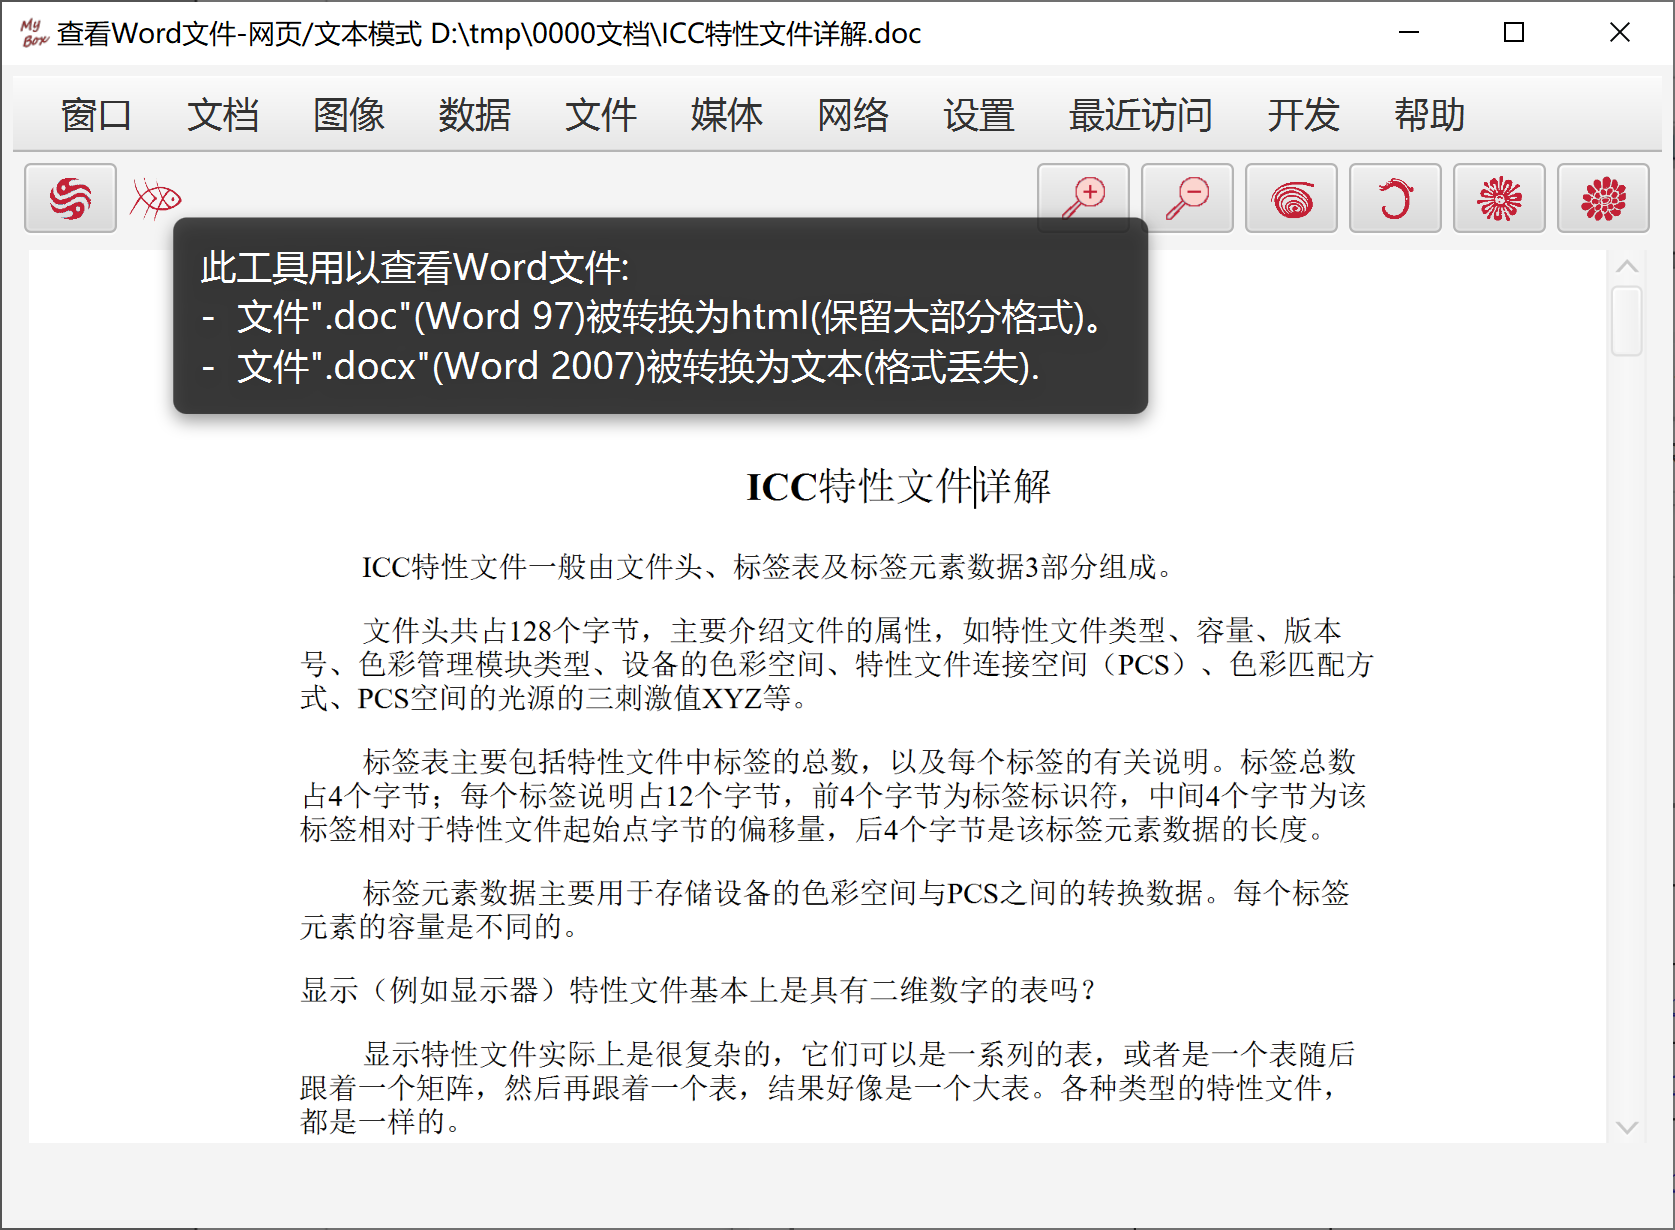 My Box
查看Word文件-网页/文本模式 D:\tmp\0000文档\ICC特性文件详解.doc
窗口 文档 图像 数据 文件 媒体 网络 设置 最近访问 开发 帮助
此工具用以查看Word文件:
- 文件".doc"(Word 97)被转换为html(保留大部分格式)。
- 文件".docx"(Word 2007)被转换为文本(格式丢失).
ICC特性文件详解
ICC特性文件一般由文件头、标签表及标签元素数据3部分组成。
文件头共占128个字节，主要介绍文件的属性，如特性文件类型、容量、版本
号、色彩管理模块类型、设备的色彩空间、特性文件连接空间（PCS）、色彩匹配方
式、PCS空间的光源的三刺激值XYZ等。
标签表主要包括特性文件中标签的总数，以及每个标签的有关说明。标签总数
占4个字节；每个标签说明占12个字节，前4个字节为标签标识符，中间4个字节为该
标签相对于特性文件起始点字节的偏移量，后4个字节是该标签元素数据的长度。
标签元素数据主要用于存储设备的色彩空间与PCS之间的转换数据。每个标签
元素的容量是不同的。
显示（例如显示器）特性文件基本上是具有二维数字的表吗？
显示特性文件实际上是很复杂的，它们可以是一系列的表，或者是一个表随后
跟着一个矩阵，然后再跟着一个表，结果好像是一个大表。各种类型的特性文件，
都是一样的。